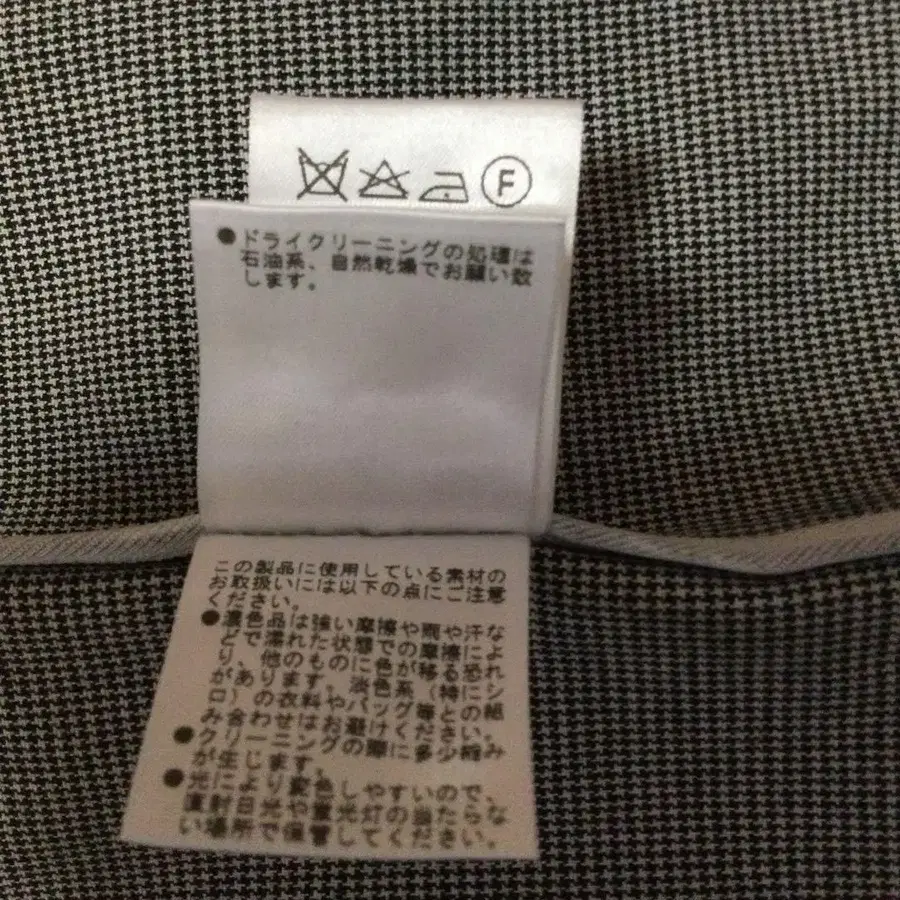 F
●ドライクリーニングの処理は
石油系、自然乾燥でお願い致
します。
この製品に使用している素材の
お取扱いには以下の点にご注意
ください。
●濃色品は強い摩擦や雨や汗な
どで濡れた状態での摩擦によ
り、他のものに色が移る恐れ
があります。淡色系（特にシ
ロ）の衣料やバッグ等との組
み合わせはお避けください。
●クリーニングの際に多少縮み
が生じます。
●光により変色しやすいので、
直射日光や蛍光灯の当たらな
い場所で保管してください。